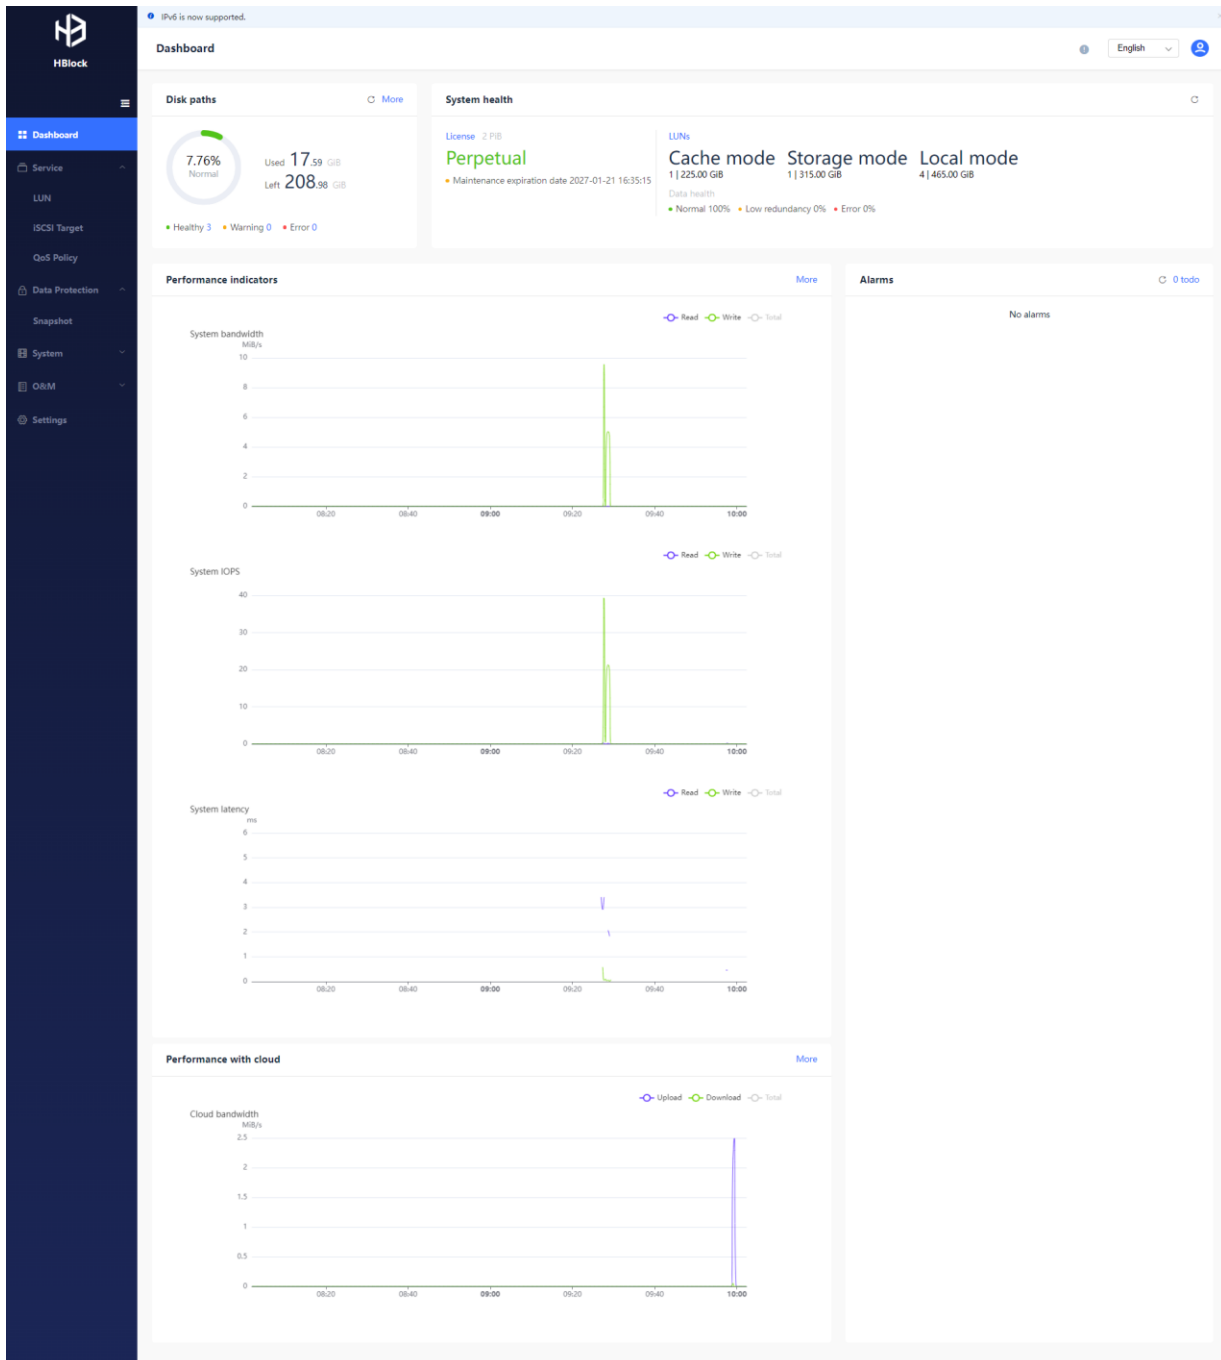 IPv6 is now supported.
HBlock
Dashboard
English
Dashboard
Service
LUN
iSCSI Target
QoS Policy
Data Protection
Snapshot
System
O&M
Settings
Disk paths
More
7.76%
Normal
Used 17.59 GiB
Left 208.98 GiB
Healthy 3 Warning 0 Error 0
System health
License 2 PiB
Perpetual
Maintenance expiration date 2027-01-21 16:35:15
LUNs
Cache mode Storage mode Local mode
1 | 225.00 GiB 1 | 315.00 GiB 4 | 465.00 GiB
Data health
Normal 100% Low redundancy 0% Error 0%
Performance indicators
More
Read Write Total
System bandwidth
MiB/s
10
8
6
4
2
0
08:20 08:40 09:00 09:20 09:40 10:00
Read Write Total
System IOPS
40
30
20
10
0
08:20 08:40 09:00 09:20 09:40 10:00
Read Write Total
System latency
ms
6
5
4
3
2
1
0
08:20 08:40 09:00 09:20 09:40 10:00
Performance with cloud
More
Upload Download Total
Cloud bandwidth
MiB/s
2.5
2
1.5
1
0.5
0
08:20 08:40 09:00 09:20 09:40 10:00
Alarms
0 todo
No alarms